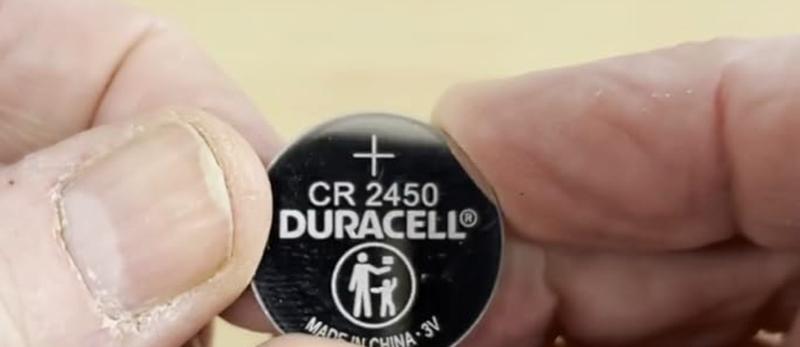 +
CR 2450
DURACELL®
MADE IN CHINA • 3V